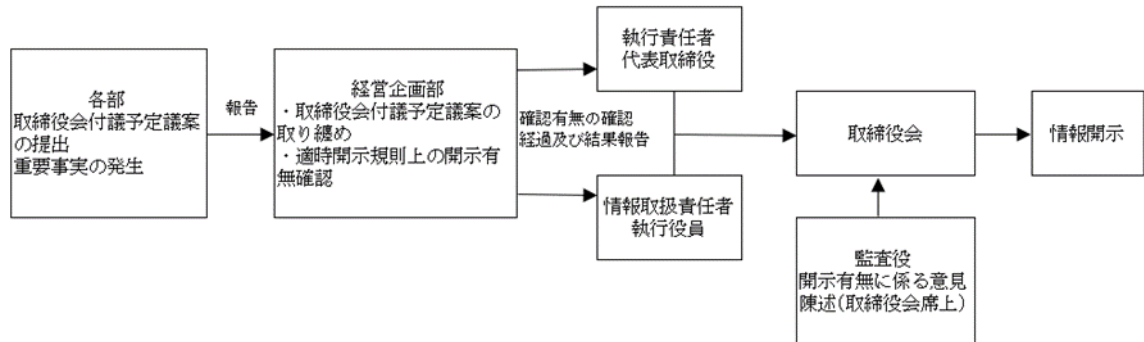 各部
取締役会付議予定議案
の提出
重要事実の発生
報告
経営企画部
・取締役会付議予定議案の
取り纏め
・適時開示規則上の開示有
無確認
執行責任者
代表取締役
確認有無の確認
経過及び結果報告
情報取扱責任者
執行役員
取締役会
情報開示
監査役
開示有無に係る意見
陳述(取締役会席上)